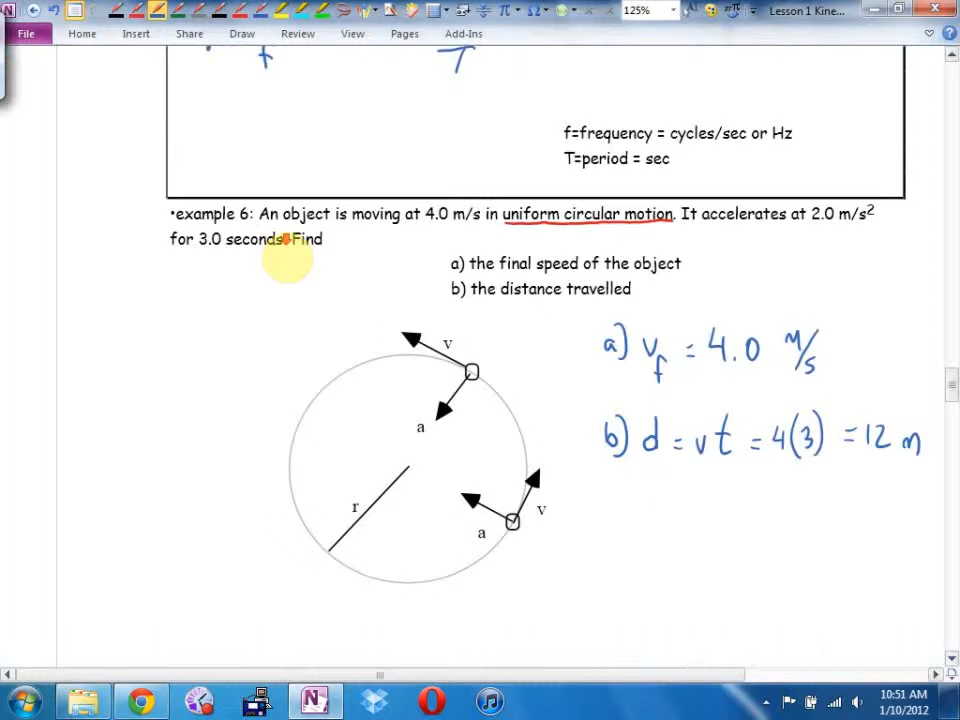 125%
Lesson 1 Kine...
File Home Insert Share Draw Review View Pages Add-Ins
f T
f=frequency = cycles/sec or Hz
T=period = sec
•example 6: An object is moving at 4.0 m/s in uniform circular motion. It accelerates at 2.0 m/s²
for 3.0 seconds. Find
a) the final speed of the object
b) the distance travelled
a) vf = 4.0 m/s
v
a
b) d = vt = 4(3) = 12 m
r
v
a
10:51 AM
1/10/2012